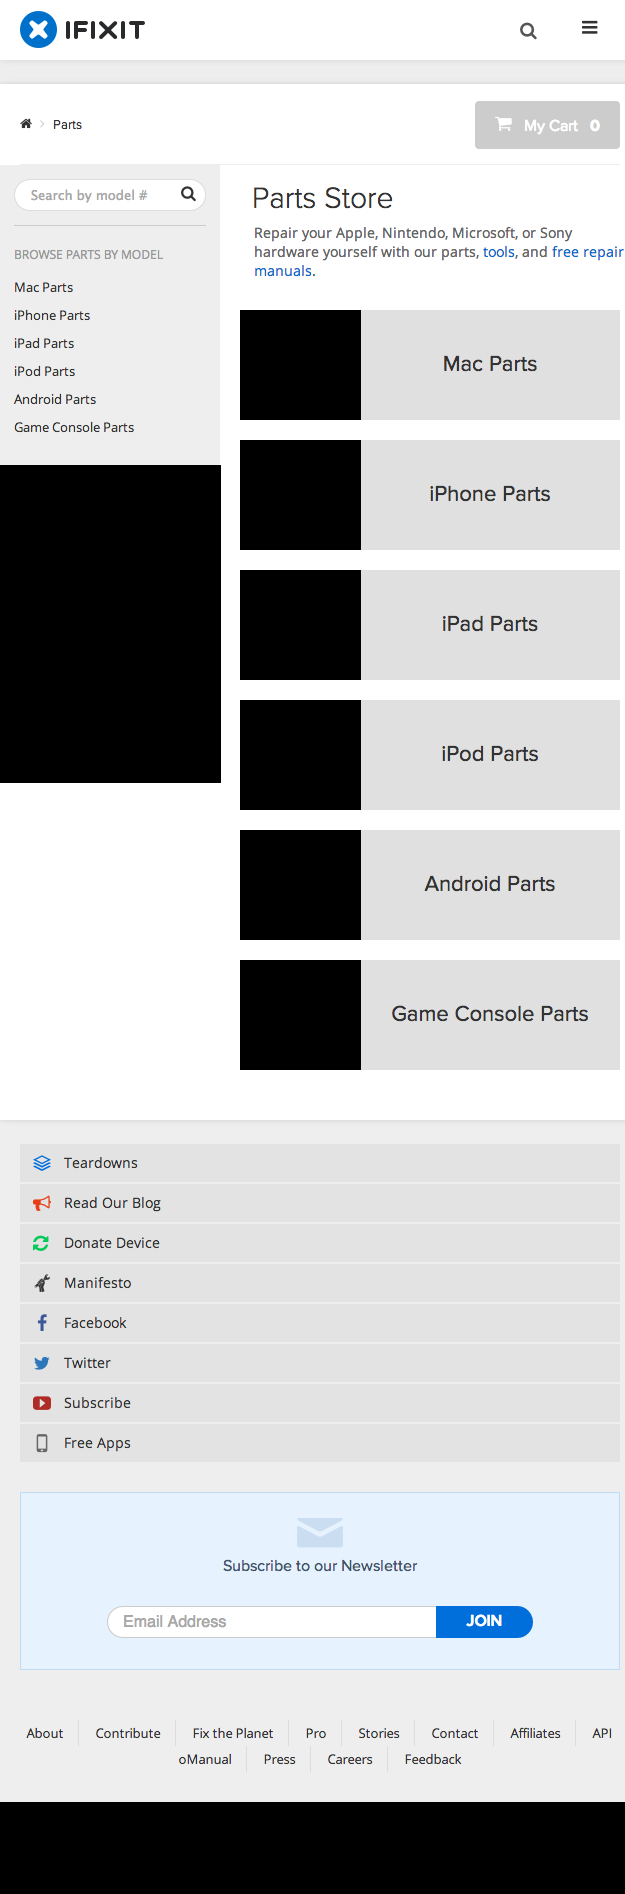 IFIXIT
Parts
My Cart 0
Search by model #
BROWSE PARTS BY MODEL
Mac Parts
iPhone Parts
iPad Parts
iPod Parts
Android Parts
Game Console Parts
Parts Store
Repair your Apple, Nintendo, Microsoft, or Sony
hardware yourself with our parts, tools, and free repair
manuals.
Mac Parts
iPhone Parts
iPad Parts
iPod Parts
Android Parts
Game Console Parts
Teardowns
Read Our Blog
Donate Device
Manifesto
Facebook
Twitter
Subscribe
Free Apps
Subscribe to our Newsletter
Email Address JOIN
About Contribute Fix the Planet Pro Stories Contact Affiliates API
oManual Press Careers Feedback